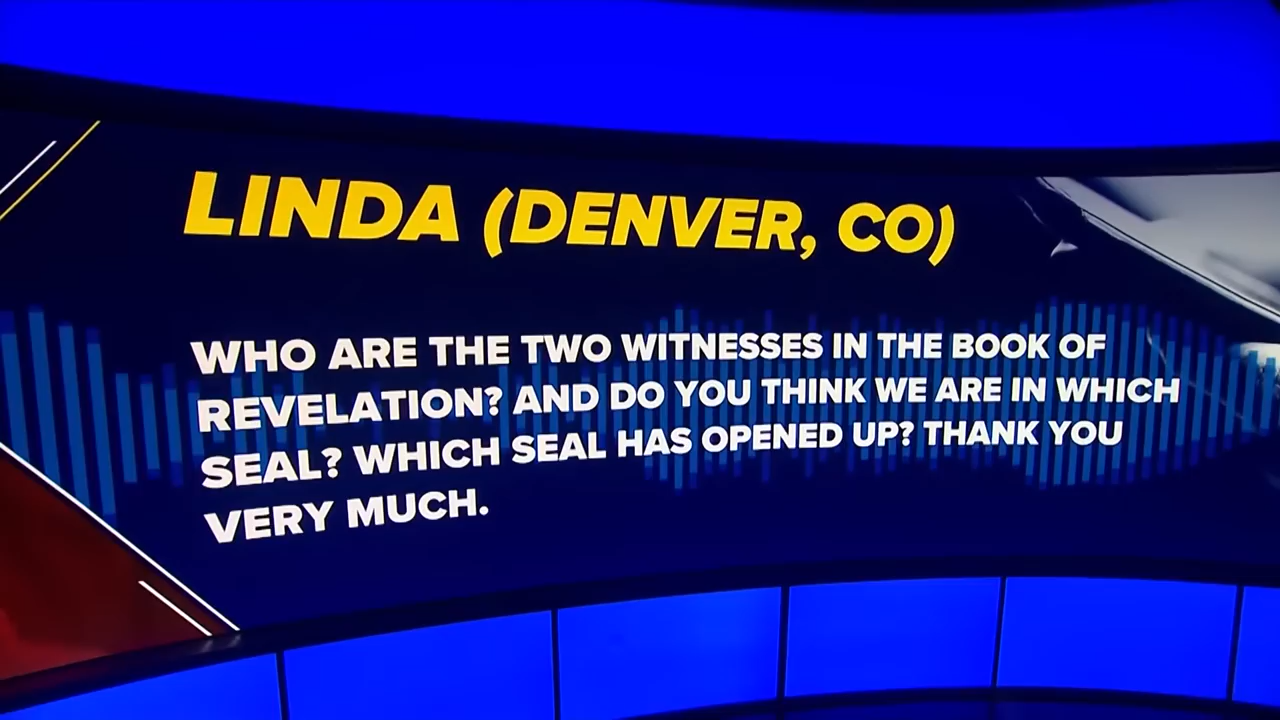 LINDA (DENVER, CO)
WHO ARE THE TWO WITNESSES IN THE BOOK OF
REVELATION? AND DO YOU THINK WE ARE IN WHICH
SEAL? WHICH SEAL HAS OPENED UP? THANK YOU
VERY MUCH.